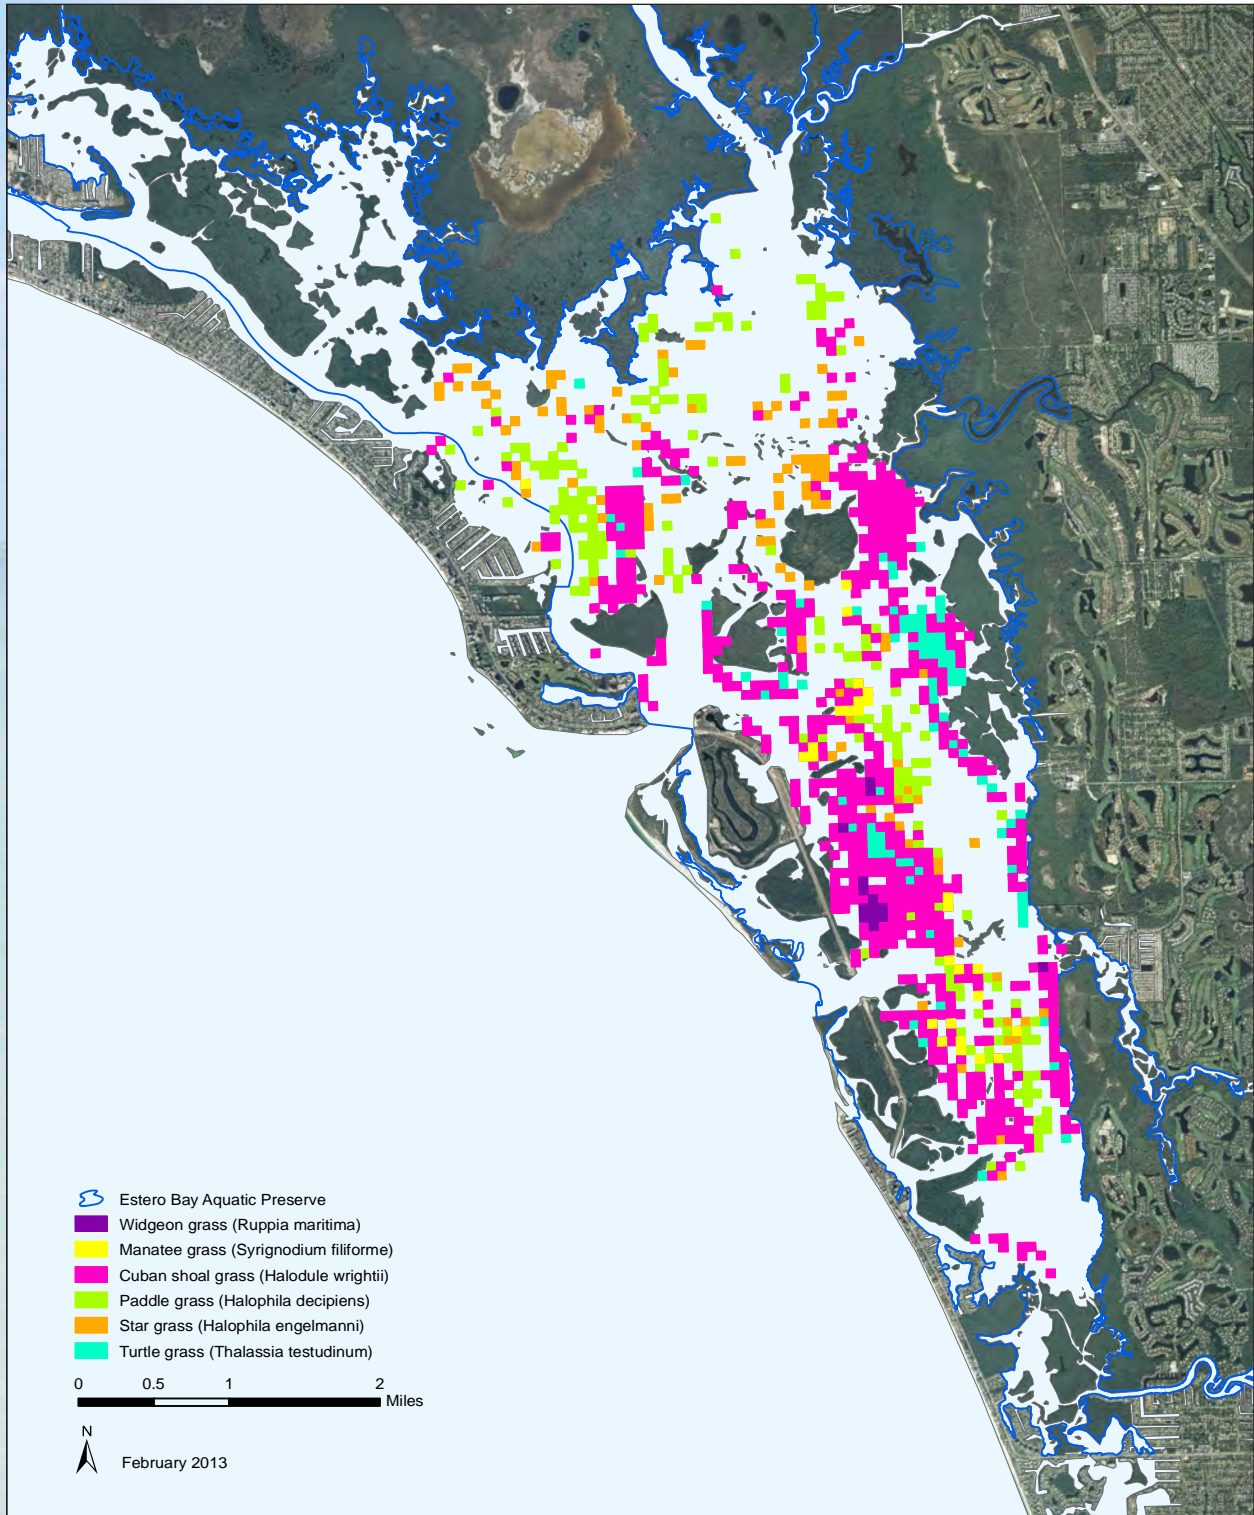 Estero Bay Aquatic Preserve
Widgeon grass (Ruppia maritima)
Manatee grass (Syrignodium filiforme)
Cuban shoal grass (Halodule wrightii)
Paddle grass (Halophila decipiens)
Star grass (Halophila engelmanni)
Turtle grass (Thalassia testudinum)
0 0.5 1 2
Miles
N
February 2013